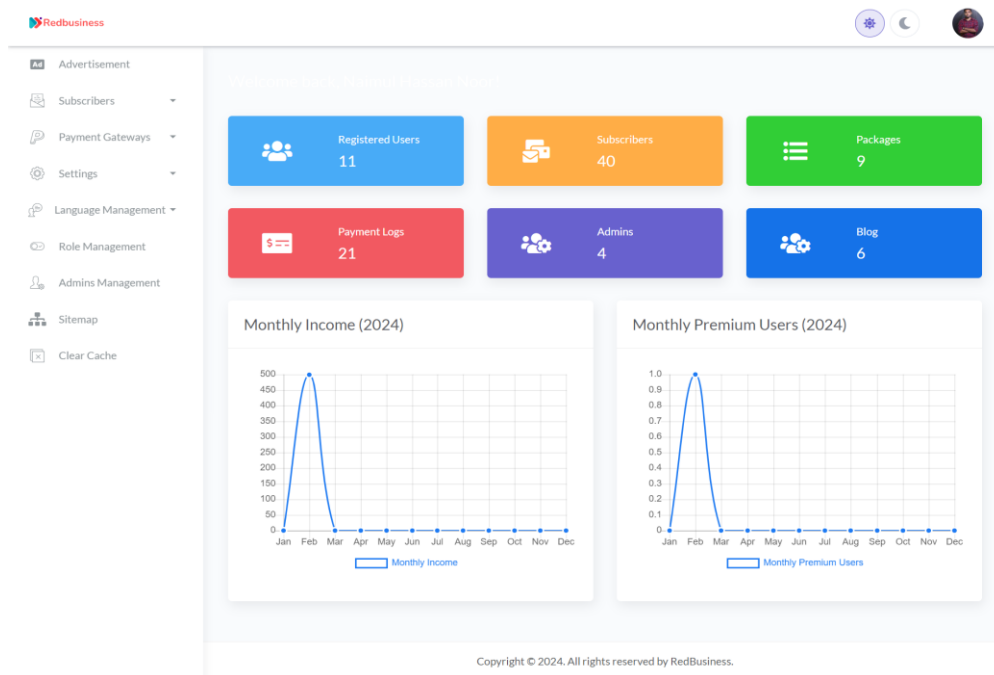 Redbusiness
Ad Advertisement
Subscribers
Payment Gateways
Settings
Language Management
Role Management
Admins Management
Sitemap
Clear Cache
Registered Users
11
Subscribers
40
Packages
9
Payment Logs
21
Admins
4
Blog
6
Monthly Income (2024)
500
450
400
350
300
250
200
150
100
50
0
Jan Feb Mar Apr May Jun Jul Aug Sep Oct Nov Dec
Monthly Income
Monthly Premium Users (2024)
1.0
0.9
0.8
0.7
0.6
0.5
0.4
0.3
0.2
0.1
0
Jan Feb Mar Apr May Jun Jul Aug Sep Oct Nov Dec
Monthly Premium Users
Copyright © 2024. All rights reserved by RedBusiness.